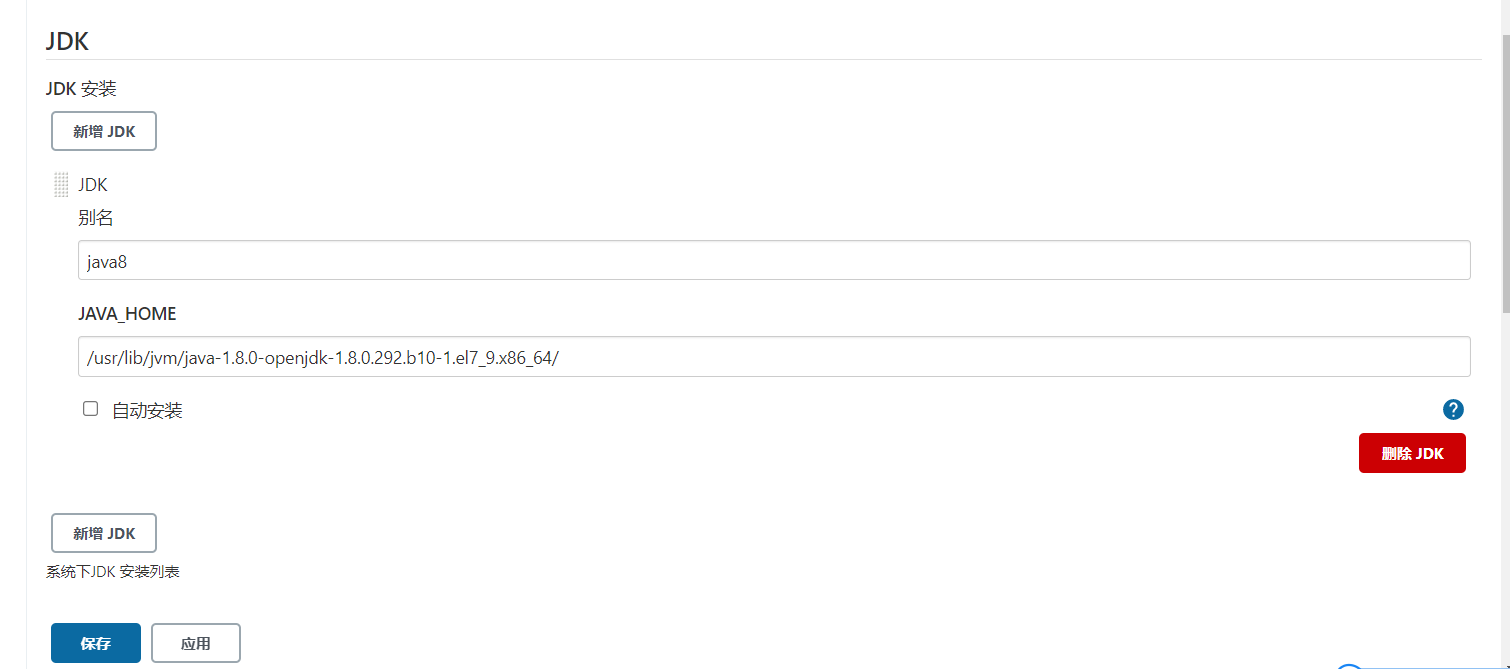 JDK
JDK 安装
新增 JDK
JDK
别名
java8
JAVA_HOME
/usr/lib/jvm/java-1.8.0-openjdk-1.8.0.292.b10-1.el7_9.x86_64/
自动安装
?
删除 JDK
新增 JDK
系统下JDK 安装列表
保存 应用